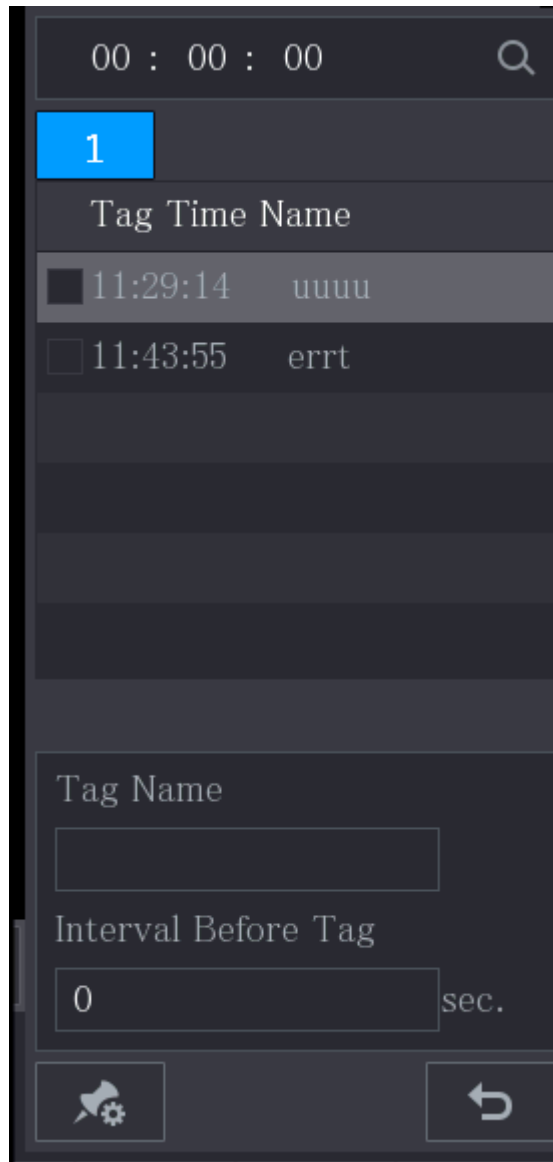 00 : 00 : 00
1
Tag Time Name
11:29:14 uuuu
11:43:55 errt
Tag Name
Interval Before Tag
0 sec.